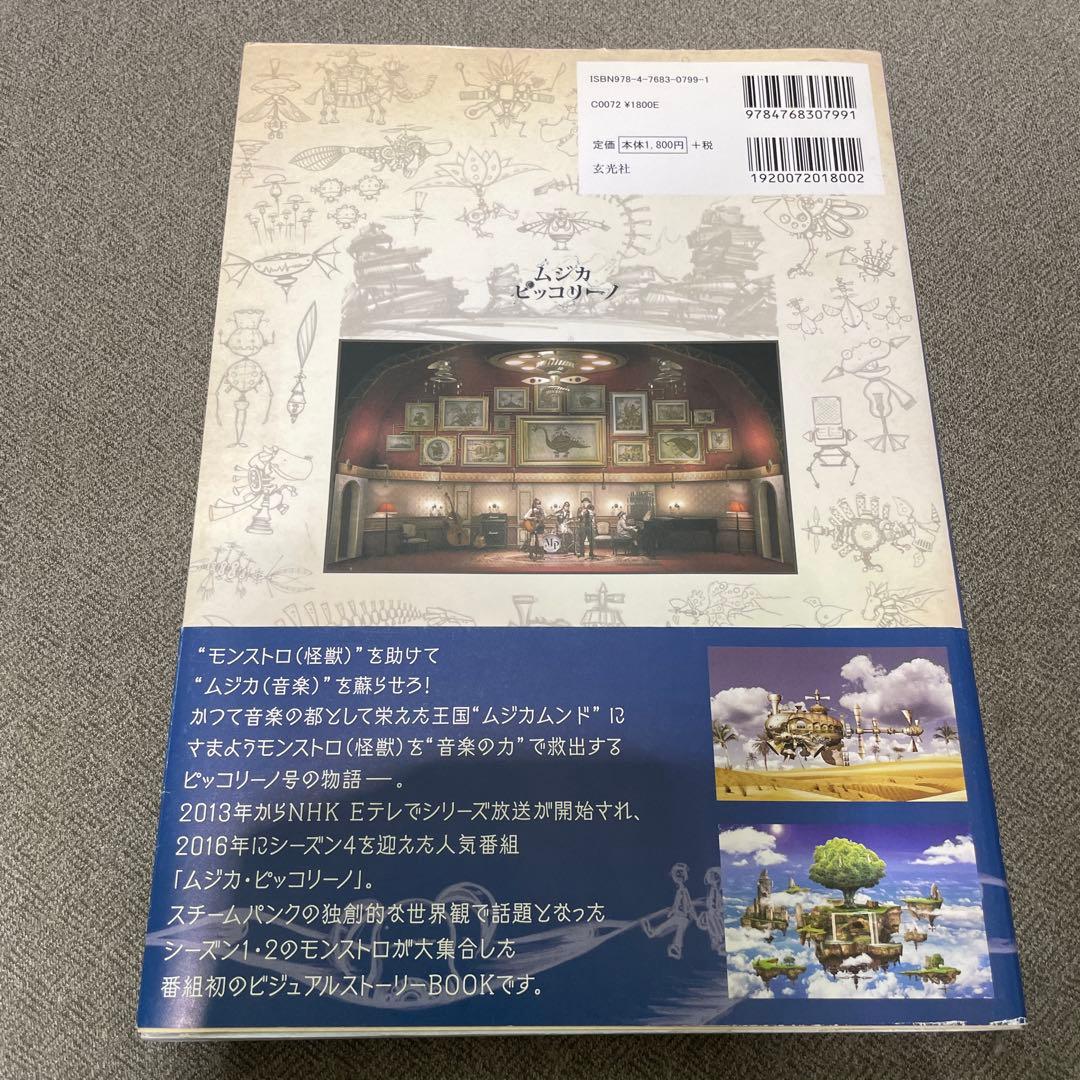 ISBN978-4-7683-0799-1
C0072 ¥1800E
定価 本体1,800円 +税
玄光社
9784768307991
1920072018002
ムジカ
ピッコリーノ
MP
“モンストロ(怪獣)”を助けて
“ムジカ(音楽)”を蘇らせろ!
かつて音楽の都として栄えた王国“ムジカムンド”に
さまようモンストロ(怪獣)を“音楽の力”で救出する
ピッコリーノ号の物語―。
2013年からNHK Eテレでシリーズ放送が開始され、
2016年にシーズン4を迎えた人気番組
「ムジカ・ピッコリーノ」。
スチームパンクの独創的な世界観で話題となった
シーズン1・2のモンストロが大集合した
番組初のビジュアルストーリーBOOKです。